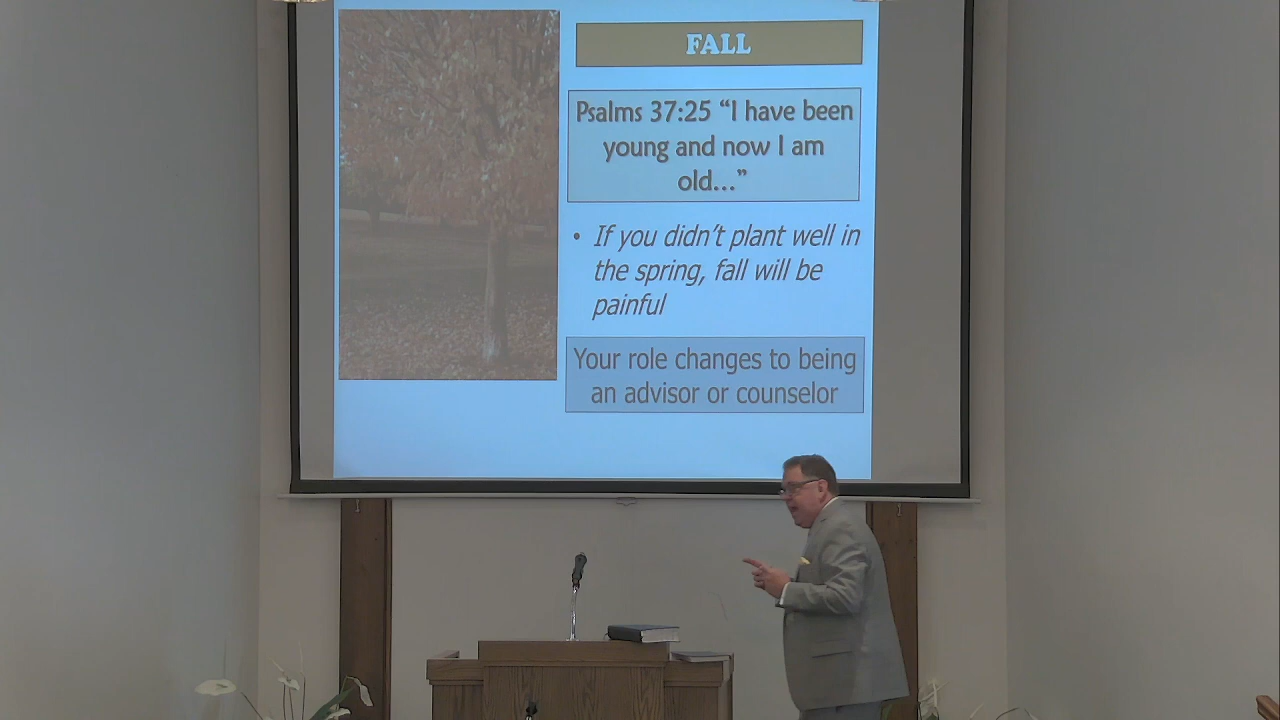 FALL
Psalms 37:25 “I have been
young and now I am
old...”
• If you didn’t plant well in
the spring, fall will be
painful
Your role changes to being
an advisor or counselor